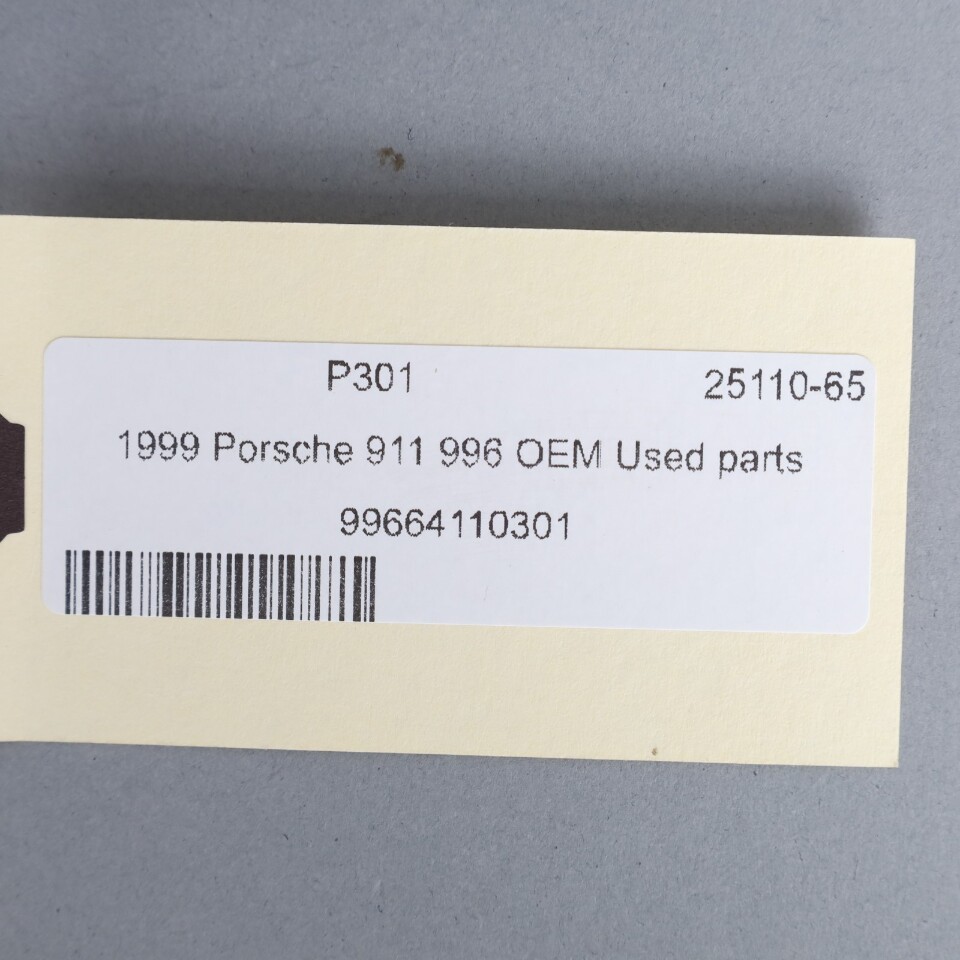 P301 25110-65
1999 Porsche 911 996 OEM Used parts
99664110301